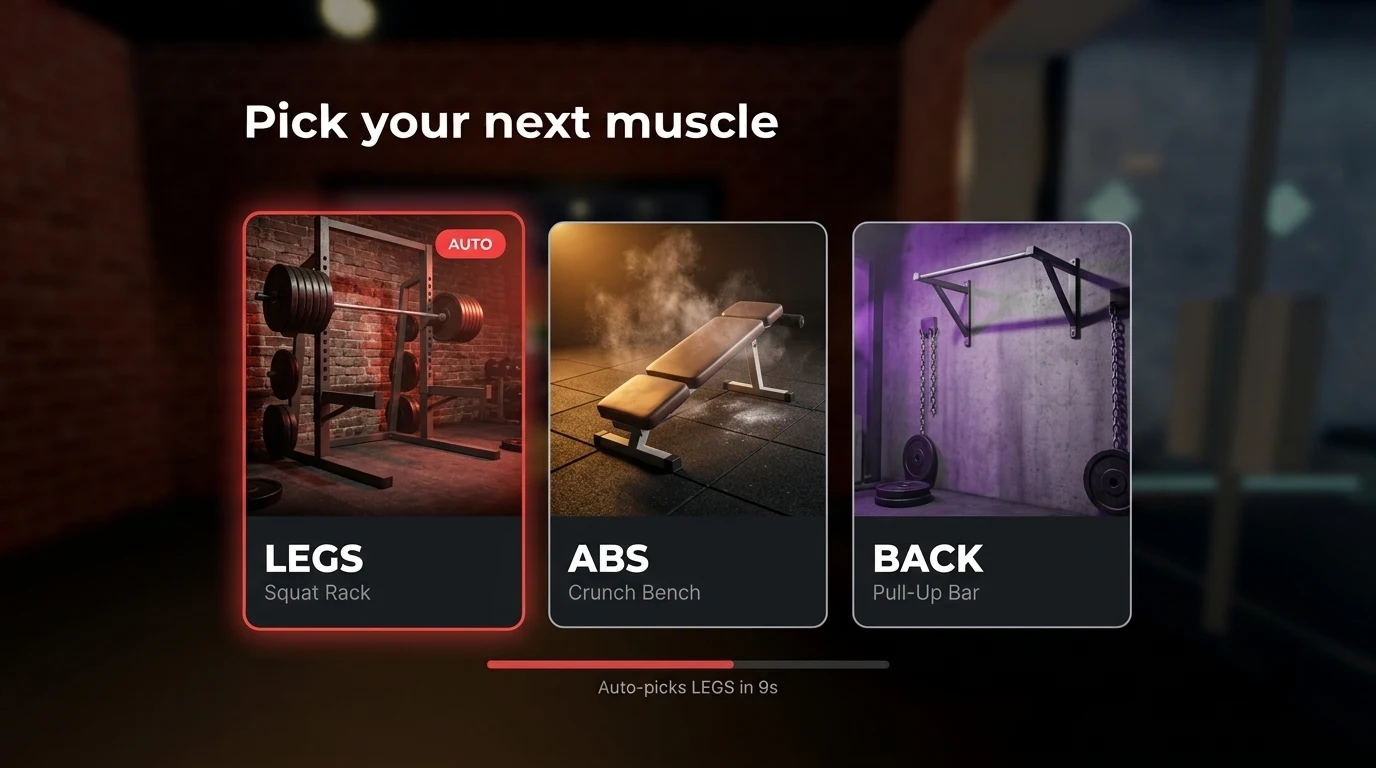 Pick your next muscle
AUTO
LEGS
Squat Rack
ABS
Crunch Bench
BACK
Pull-Up Bar
Auto-picks LEGS in 9s